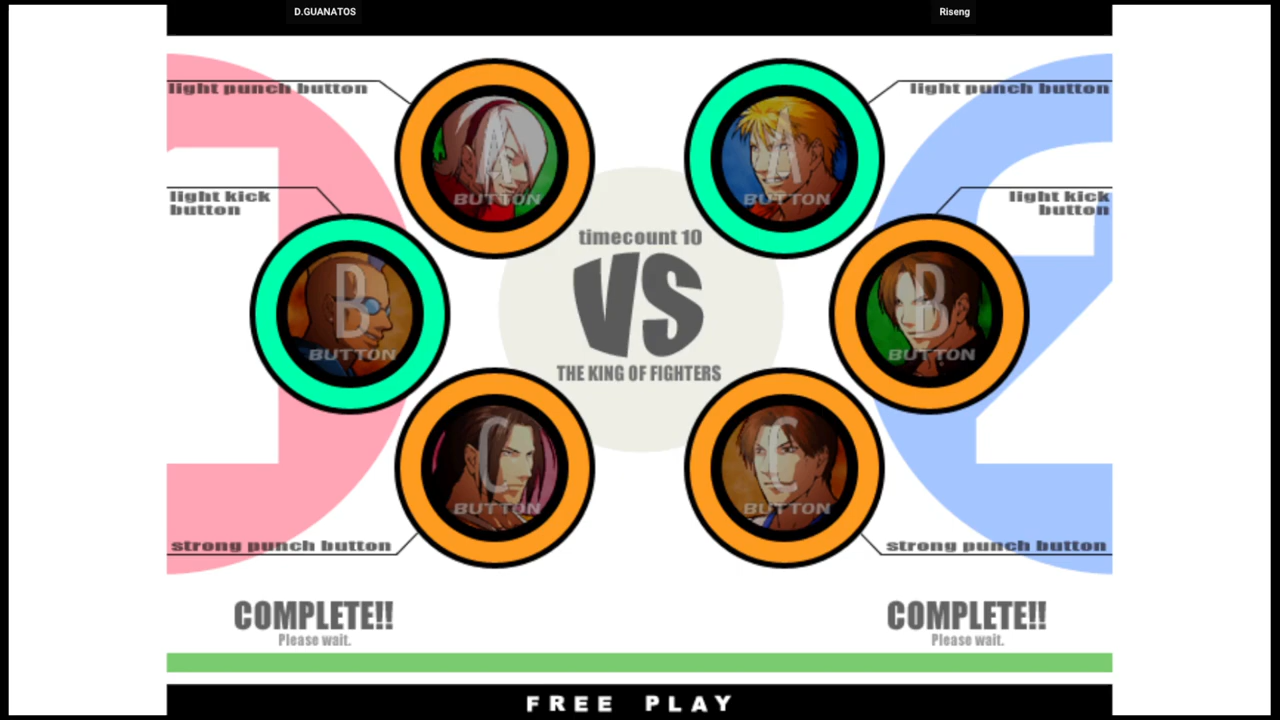 D.GUANATOS
Riseng
light punch button
light punch button
A
BUTTON
A
BUTTON
light kick
button
light kick
button
timecount 10
VS
THE KING OF FIGHTERS
B
BUTTON
B
BUTTON
C
BUTTON
C
BUTTON
strong punch button
strong punch button
COMPLETE!!
Please wait.
COMPLETE!!
Please wait.
FREE PLAY